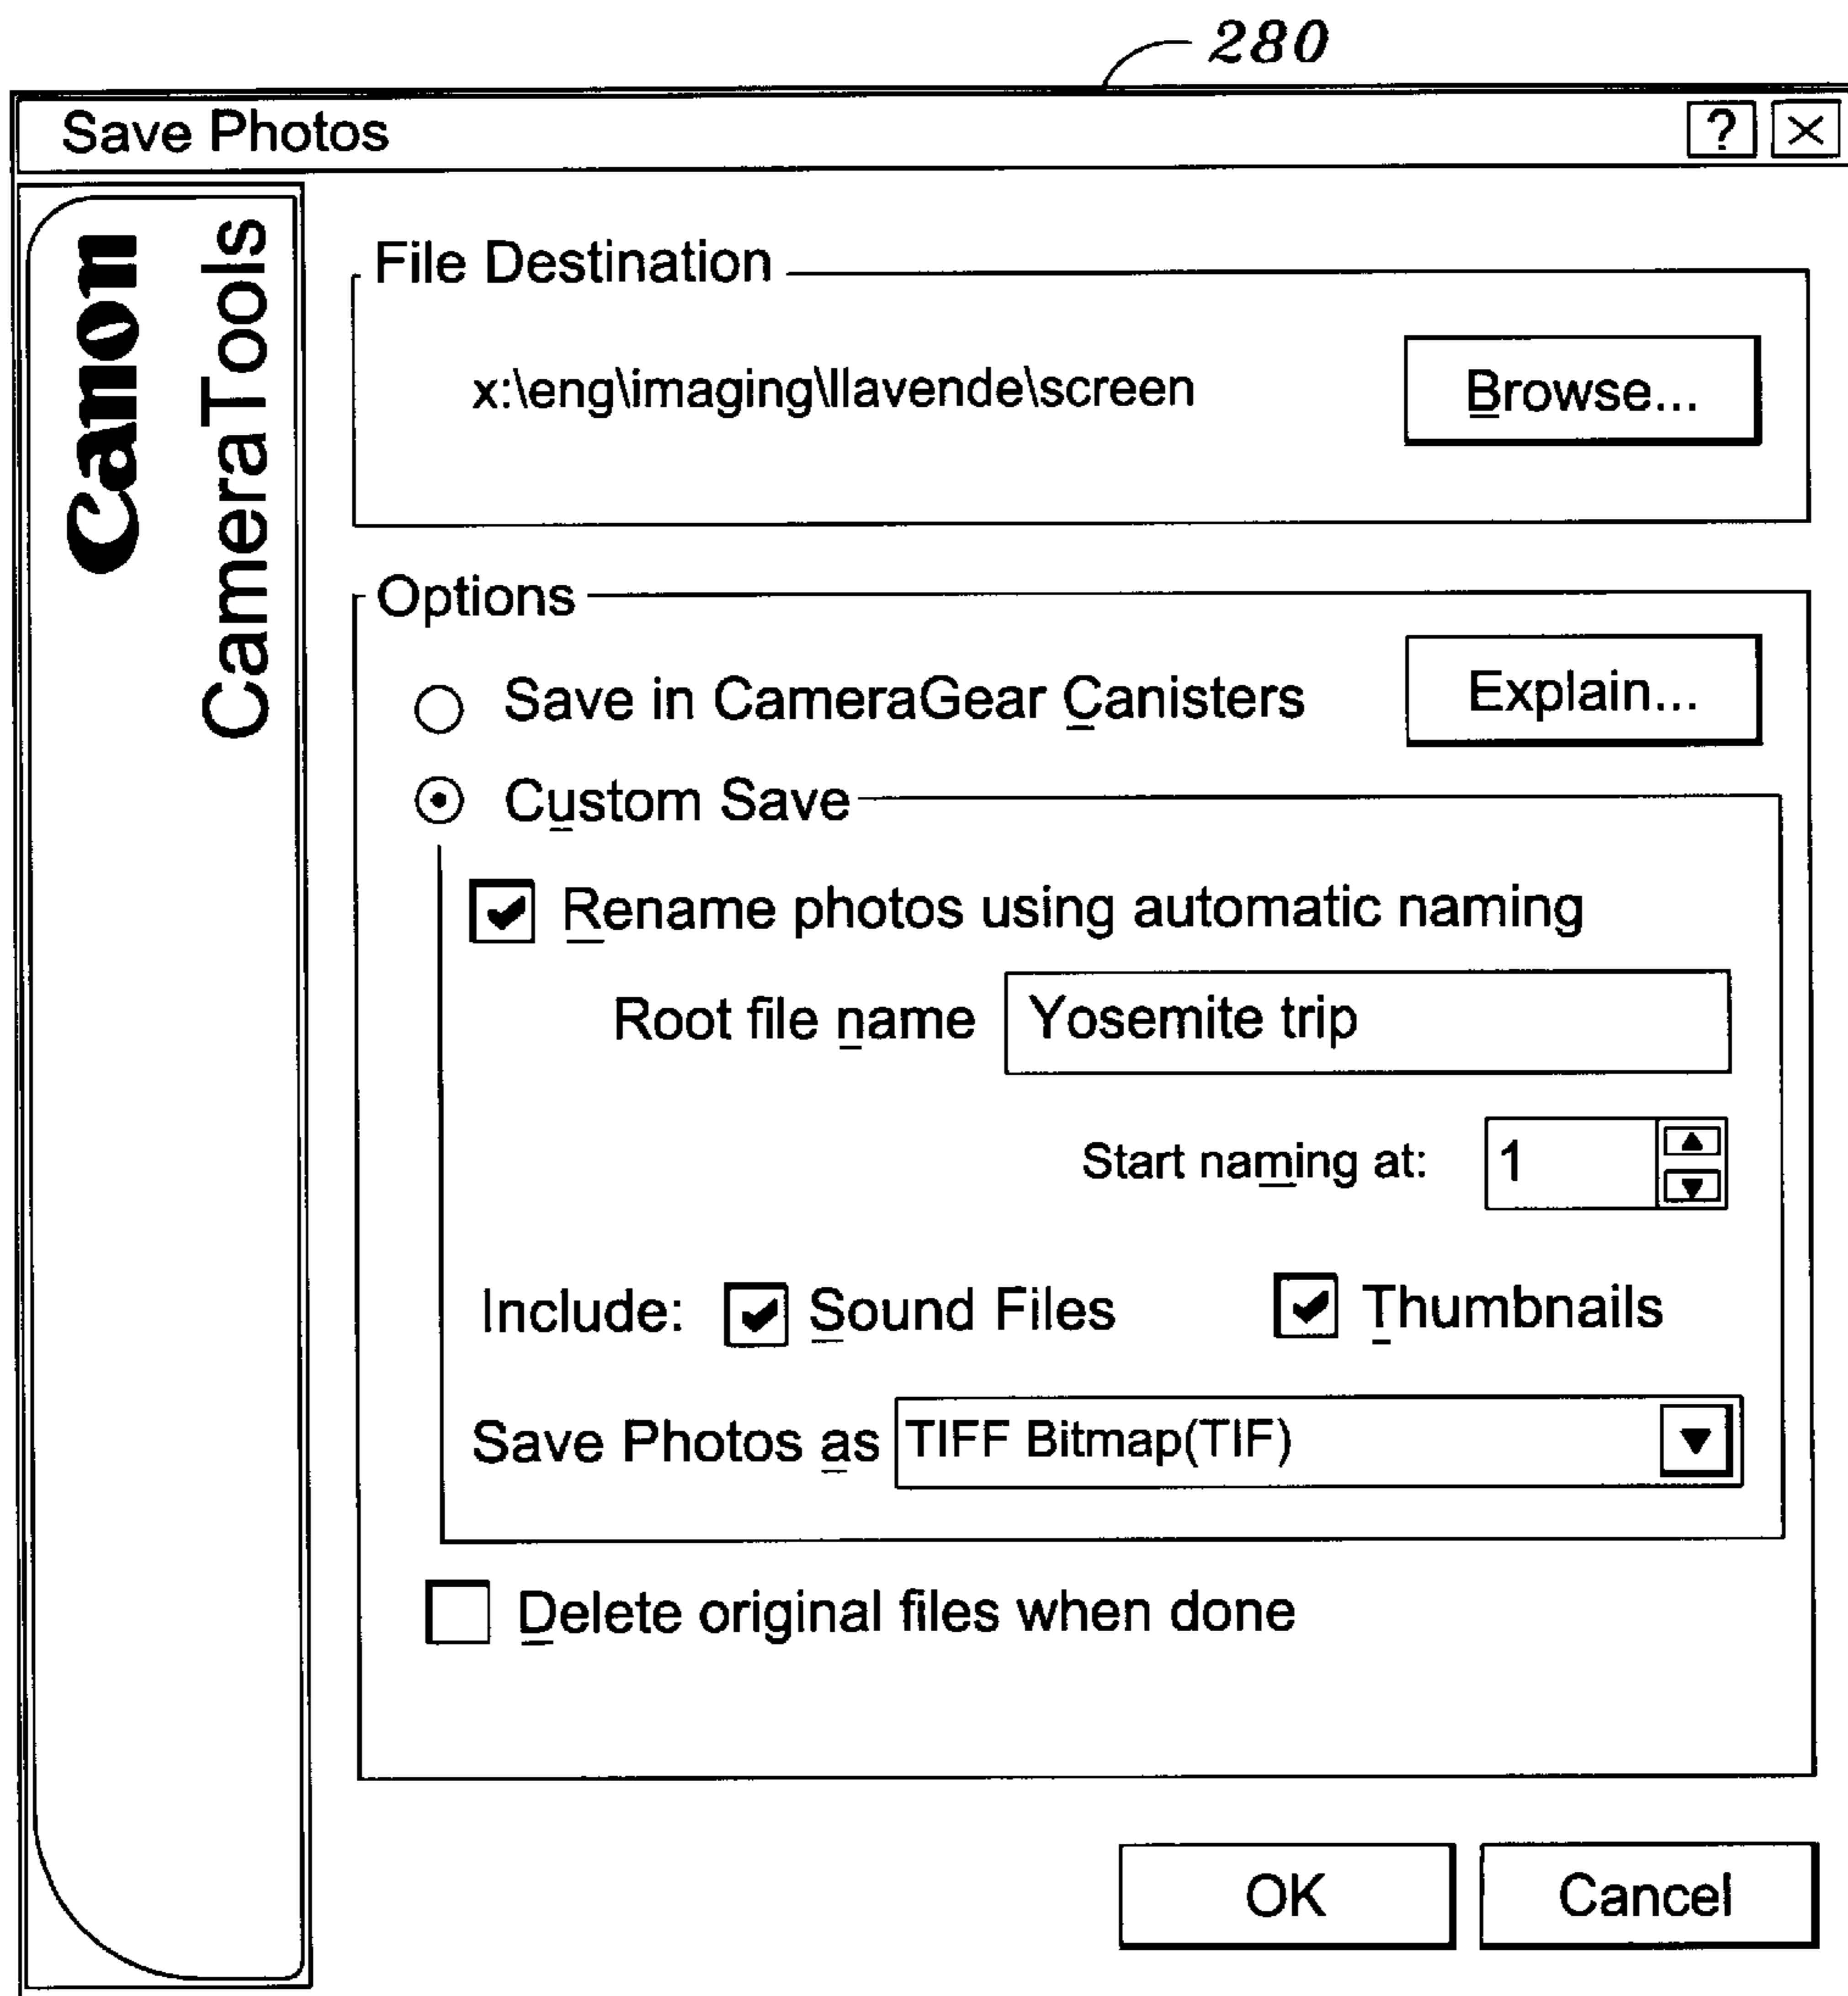 280
Save Photos ?
Canon
CameraTools
File Destination
x:\eng\imaging\llavende\screen Browse...
Options
Save in CameraGear Canisters Explain...
Custom Save
Rename photos using automatic naming
Root file name Yosemite trip
Start naming at: 1
Include: Sound Files Thumbnails
Save Photos as TIFF Bitmap(TIF)
Delete original files when done
OK Cancel